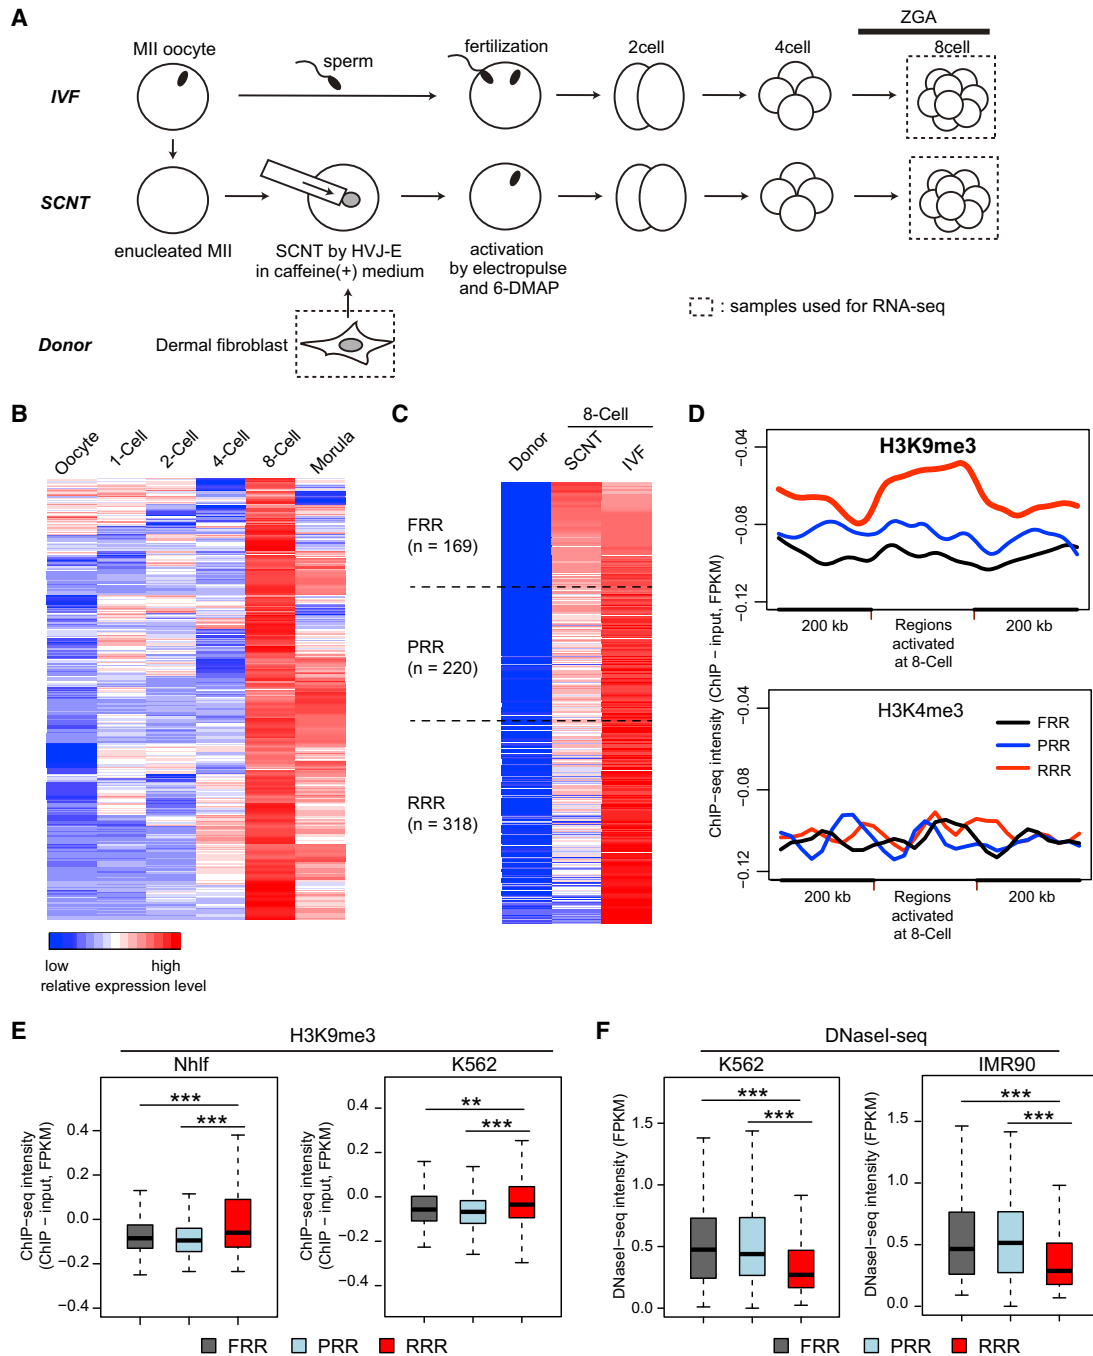 A
ZGA
MII oocyte
sperm
fertilization
2cell
4cell
8cell
IVF
SCNT
enucleated MII
SCNT by HVJ-E
in caffeine(+) medium
activation
by electropulse
and 6-DMAP
: samples used for RNA-seq
Donor
Dermal fibroblast
B
Oocyte
1-Cell
2-Cell
4-Cell
8-Cell
Morula
low
high
relative expression level
C
8-Cell
Donor
SCNT
IVF
FRR
(n = 169)
PRR
(n = 220)
RRR
(n = 318)
D
ChIP−seq intensity (ChIP − input, FPKM)
H3K9me3
−0.04
−0.08
−0.12
200 kb
Regions
activated
at 8-Cell
200 kb
H3K4me3
−0.04
−0.08
−0.12
FRR
PRR
RRR
200 kb
Regions
activated
at 8-Cell
200 kb
E
H3K9me3
Nhlf
K562
ChIP−seq intensity
(ChIP − input, FPKM)
0.4
0.2
−0.0
−0.2
−0.4
***
***
ChIP−seq intensity
(ChIP − input, FPKM)
0.4
0.2
0.0
−0.2
−0.4
**
***
FRR
PRR
RRR
F
DNaseI-seq
K562
IMR90
DNaseI−seq intensity (FPKM)
1.5
1.0
0.5
0.0
***
***
DNaseI−seq intensity (FPKM)
1.5
1.0
0.5
0.0
***
***
FRR
PRR
RRR